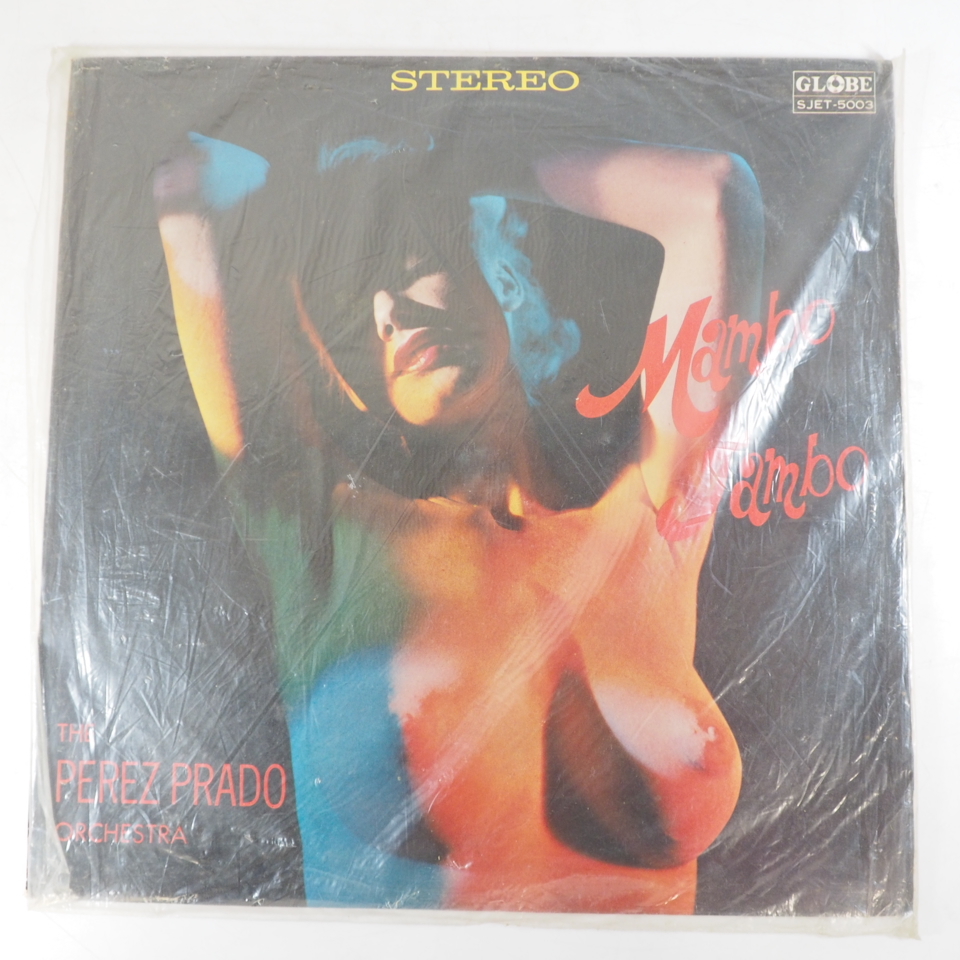 STEREO
GLOBE
SJET-5003
Mambo
Jambo
THE
PEREZ PRADO
ORCHESTRA